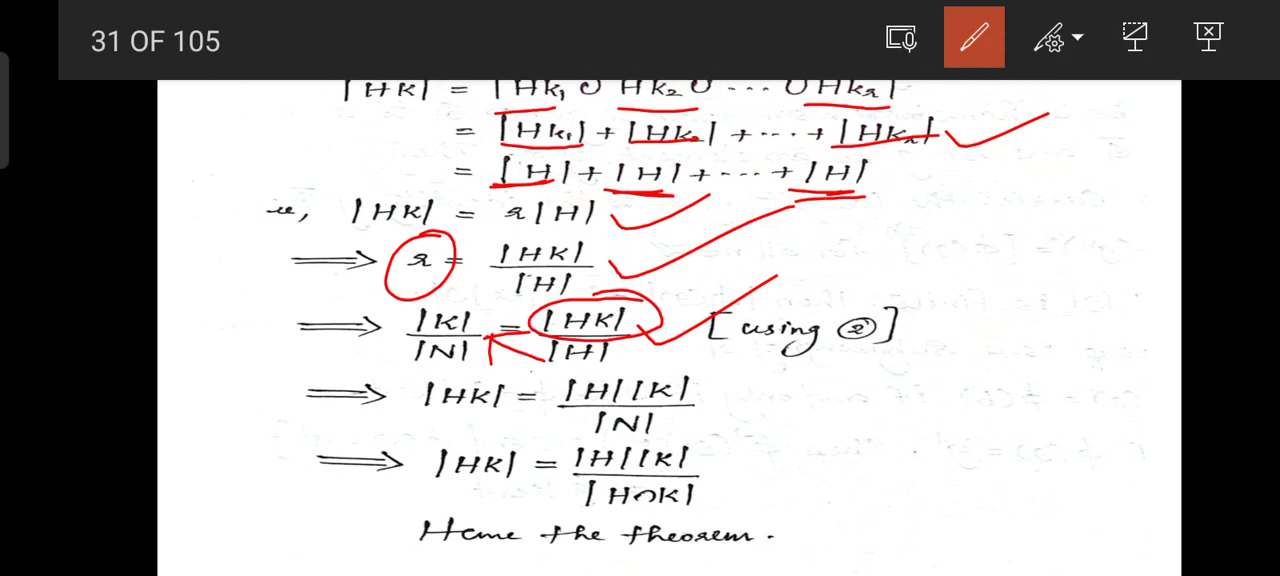 31 OF 105
|HK| = |Hk₁ ∪ Hk₂ ∪ --- ∪ Hkr|
= |Hk₁| + |Hk₂| + --- + |Hkr|
= |H| + |H| + --- + |H|
ie, |HK| = r|H|
⟹ r = |HK| / |H|
⟹ |K| / |N| = |HK| / |H| [using ②]
⟹ |HK| = |H||K| / |N|
⟹ |HK| = |H||K| / |H∩K|
Hence the theorem.